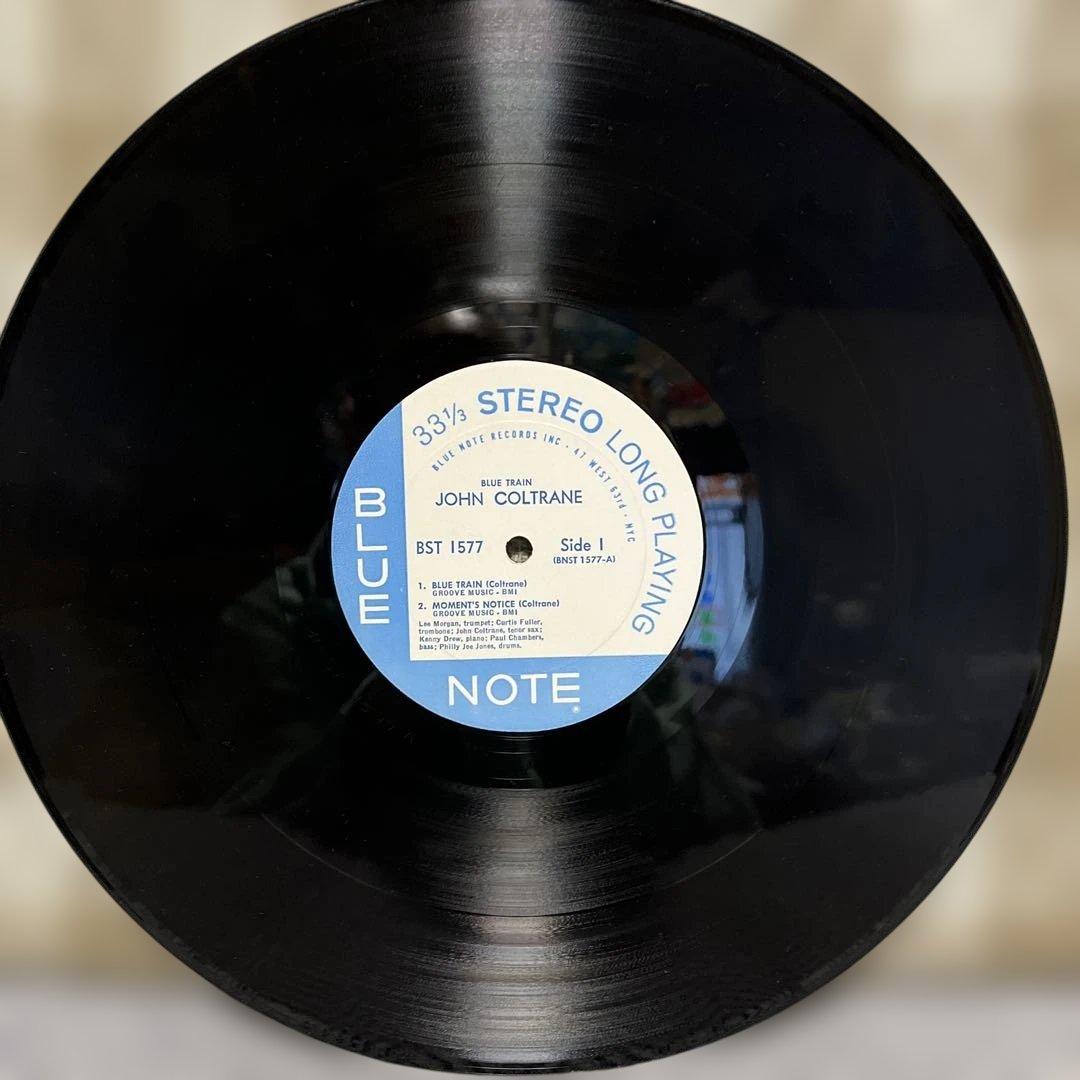 33⅓ STEREO LONG PLAYING
BLUE NOTE RECORDS INC · 47 WEST 63rd · NYC
BLUE TRAIN
JOHN COLTRANE
BST 1577
Side 1
(BNST 1577-A)
1. BLUE TRAIN (Coltrane)
GROOVE MUSIC - BMI
2. MOMENT'S NOTICE (Coltrane)
GROOVE MUSIC - BMI
Lee Morgan, trumpet; Curtis Fuller,
trombone; John Coltrane, tenor sax;
Kenny Drew, piano; Paul Chambers,
bass; Philly Joe Jones, drums.
BLUE
NOTE
®